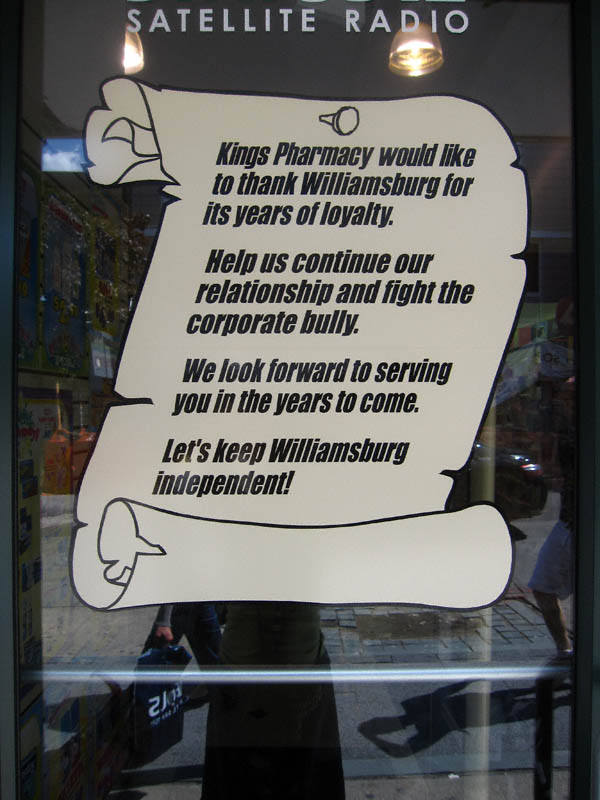 SATELLITE RADIO
Kings Pharmacy would like
to thank Williamsburg for
its years of loyalty.
Help us continue our
relationship and fight the
corporate bully.
We look forward to serving
you in the years to come.
Let's keep Williamsburg
independent!